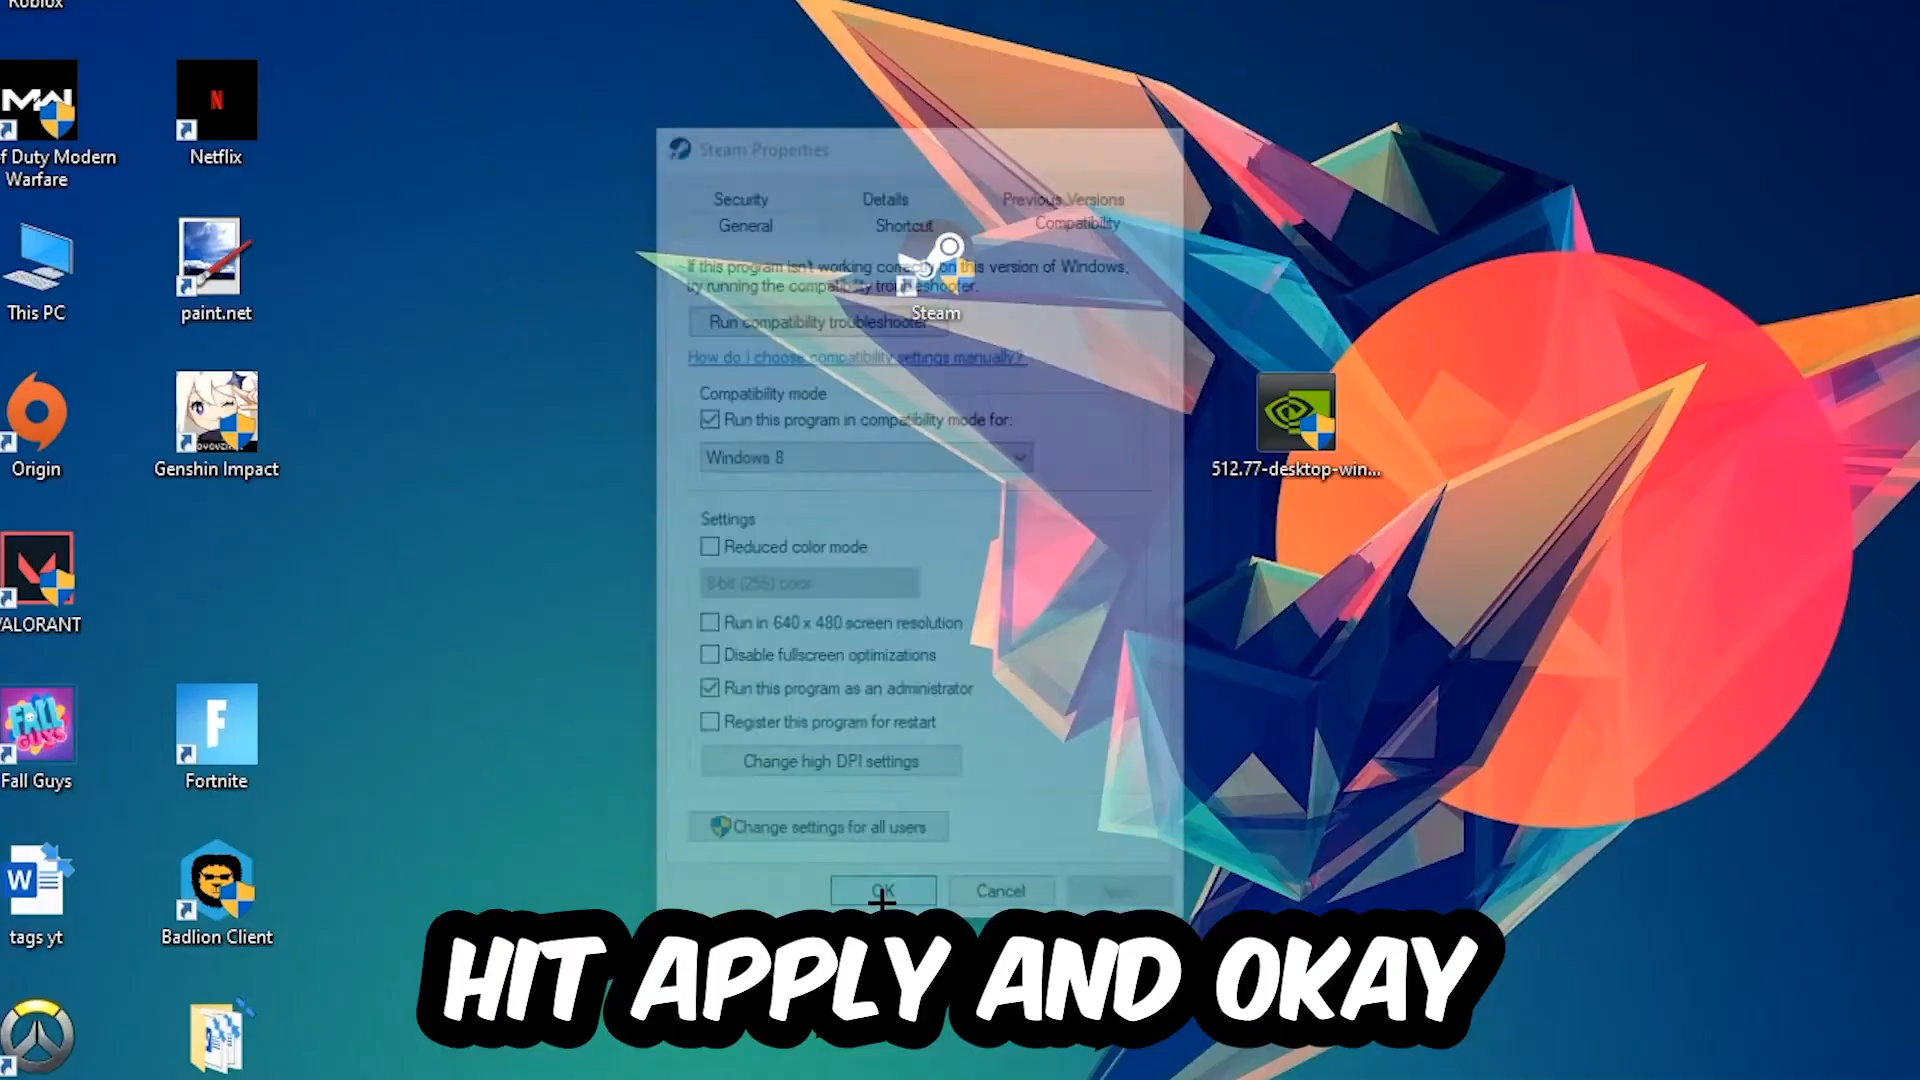 Roblox
f Duty Modern
Warfare
Netflix
This PC
paint.net
Origin
Genshin Impact
VALORANT
Fall Guys
Fortnite
W
tags yt
Badlion Client
Steam Properties
Security
Details
Previous Versions
General
Shortcut
Compatibility
If this program isn't working correctly on this version of Windows,
try running the compatibility troubleshooter.
Run compatibility troubleshooter
How do I choose compatibility settings manually?
Compatibility mode
Run this program in compatibility mode for:
Windows 8
Settings
Reduced color mode
8-bit (256) color
Run in 640 x 480 screen resolution
Disable fullscreen optimizations
Run this program as an administrator
Register this program for restart
Change high DPI settings
Change settings for all users
OK
Cancel
Steam
512.77-desktop-win...
HIT APPLY AND OKAY